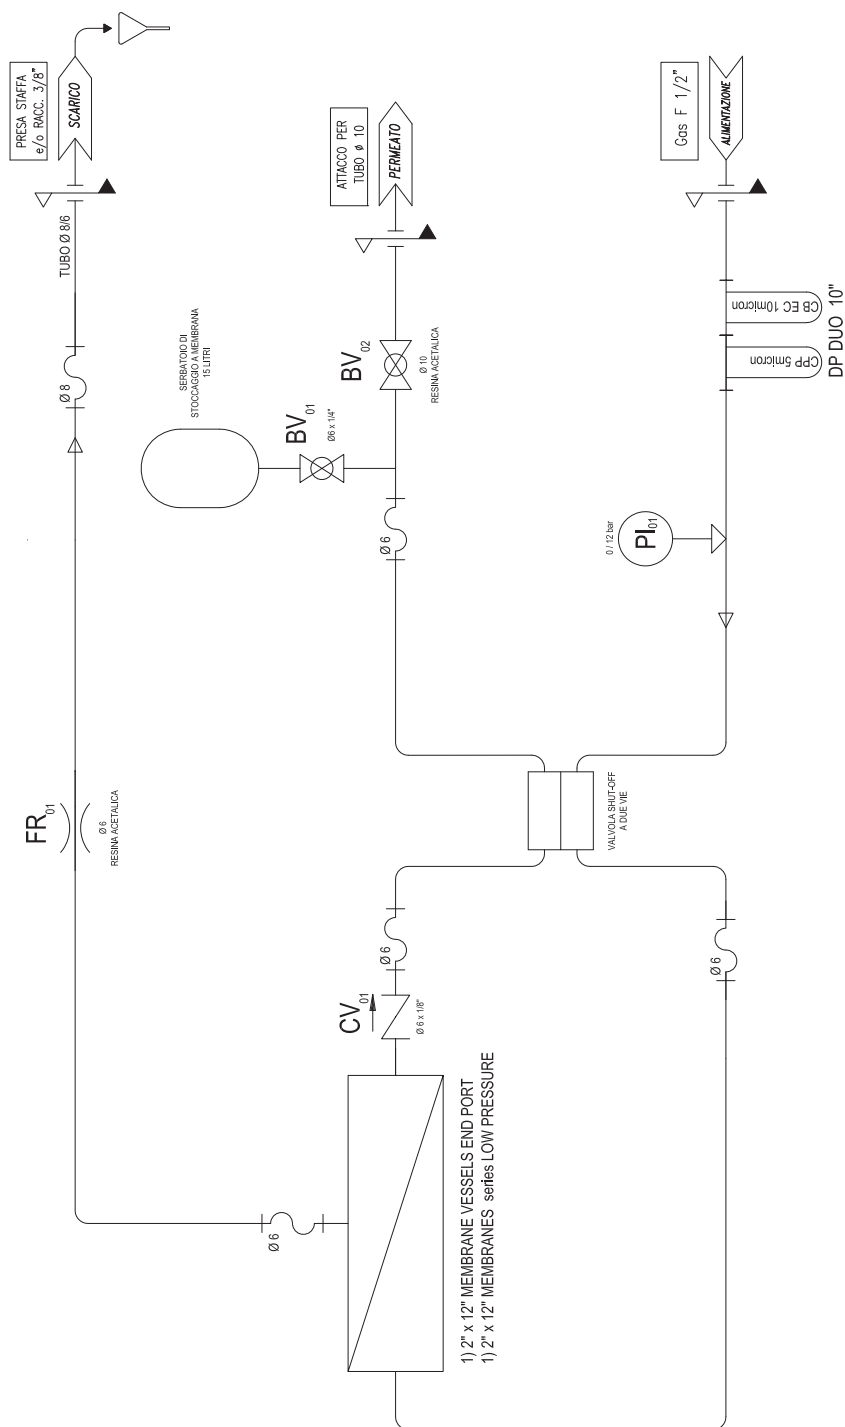 PRESA STAFFA
e/o RACC. 3/8"
SCARICO
TUBO Ø 8/6
Ø 8
FR01
Ø 6
RESINA ACETALICA
Ø 6
ATTACCO PER
TUBO ø 10
PERMEATO
SERBATOIO DI
STOCCAGGIO A MEMBRANA
15 LITRI
BV02
Ø 10
RESINA ACETALICA
BV01
Ø6 x 1/4"
Ø 6
VALVOLA SHUT-OFF
A DUE VIE
Ø 6
CV01
Ø 6 x 1/8"
1) 2" x 12" MEMBRANE VESSELS END PORT
1) 2" x 12" MEMBRANES series LOW PRESSURE
Gas F 1/2"
ALIMENTAZIONE
CB EC 10micron
CPP 5micron
DP DUO 10"
0 / 12 bar
PI01
Ø 6